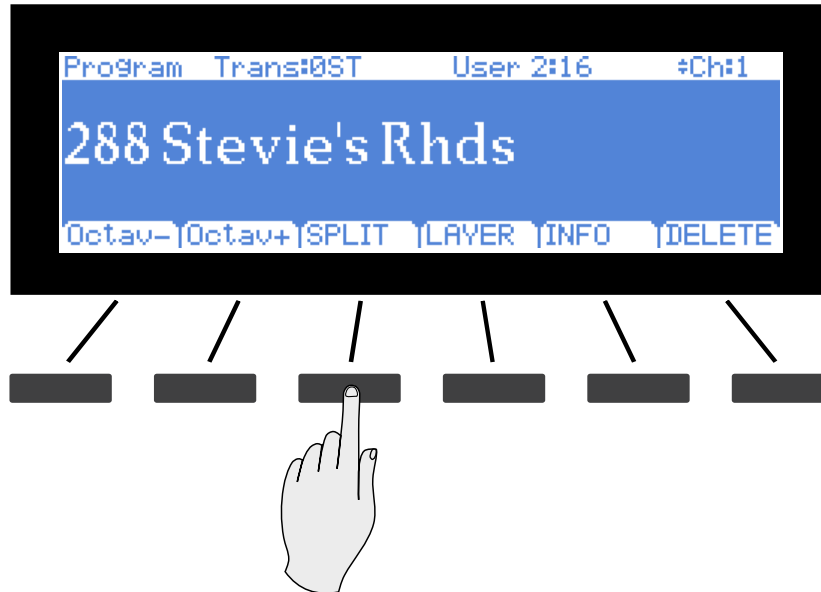 Program Trans:0ST User 2:16 ÷Ch:1
288 Stevie's Rhds
Octav- Octav+ SPLIT LAYER INFO DELETE